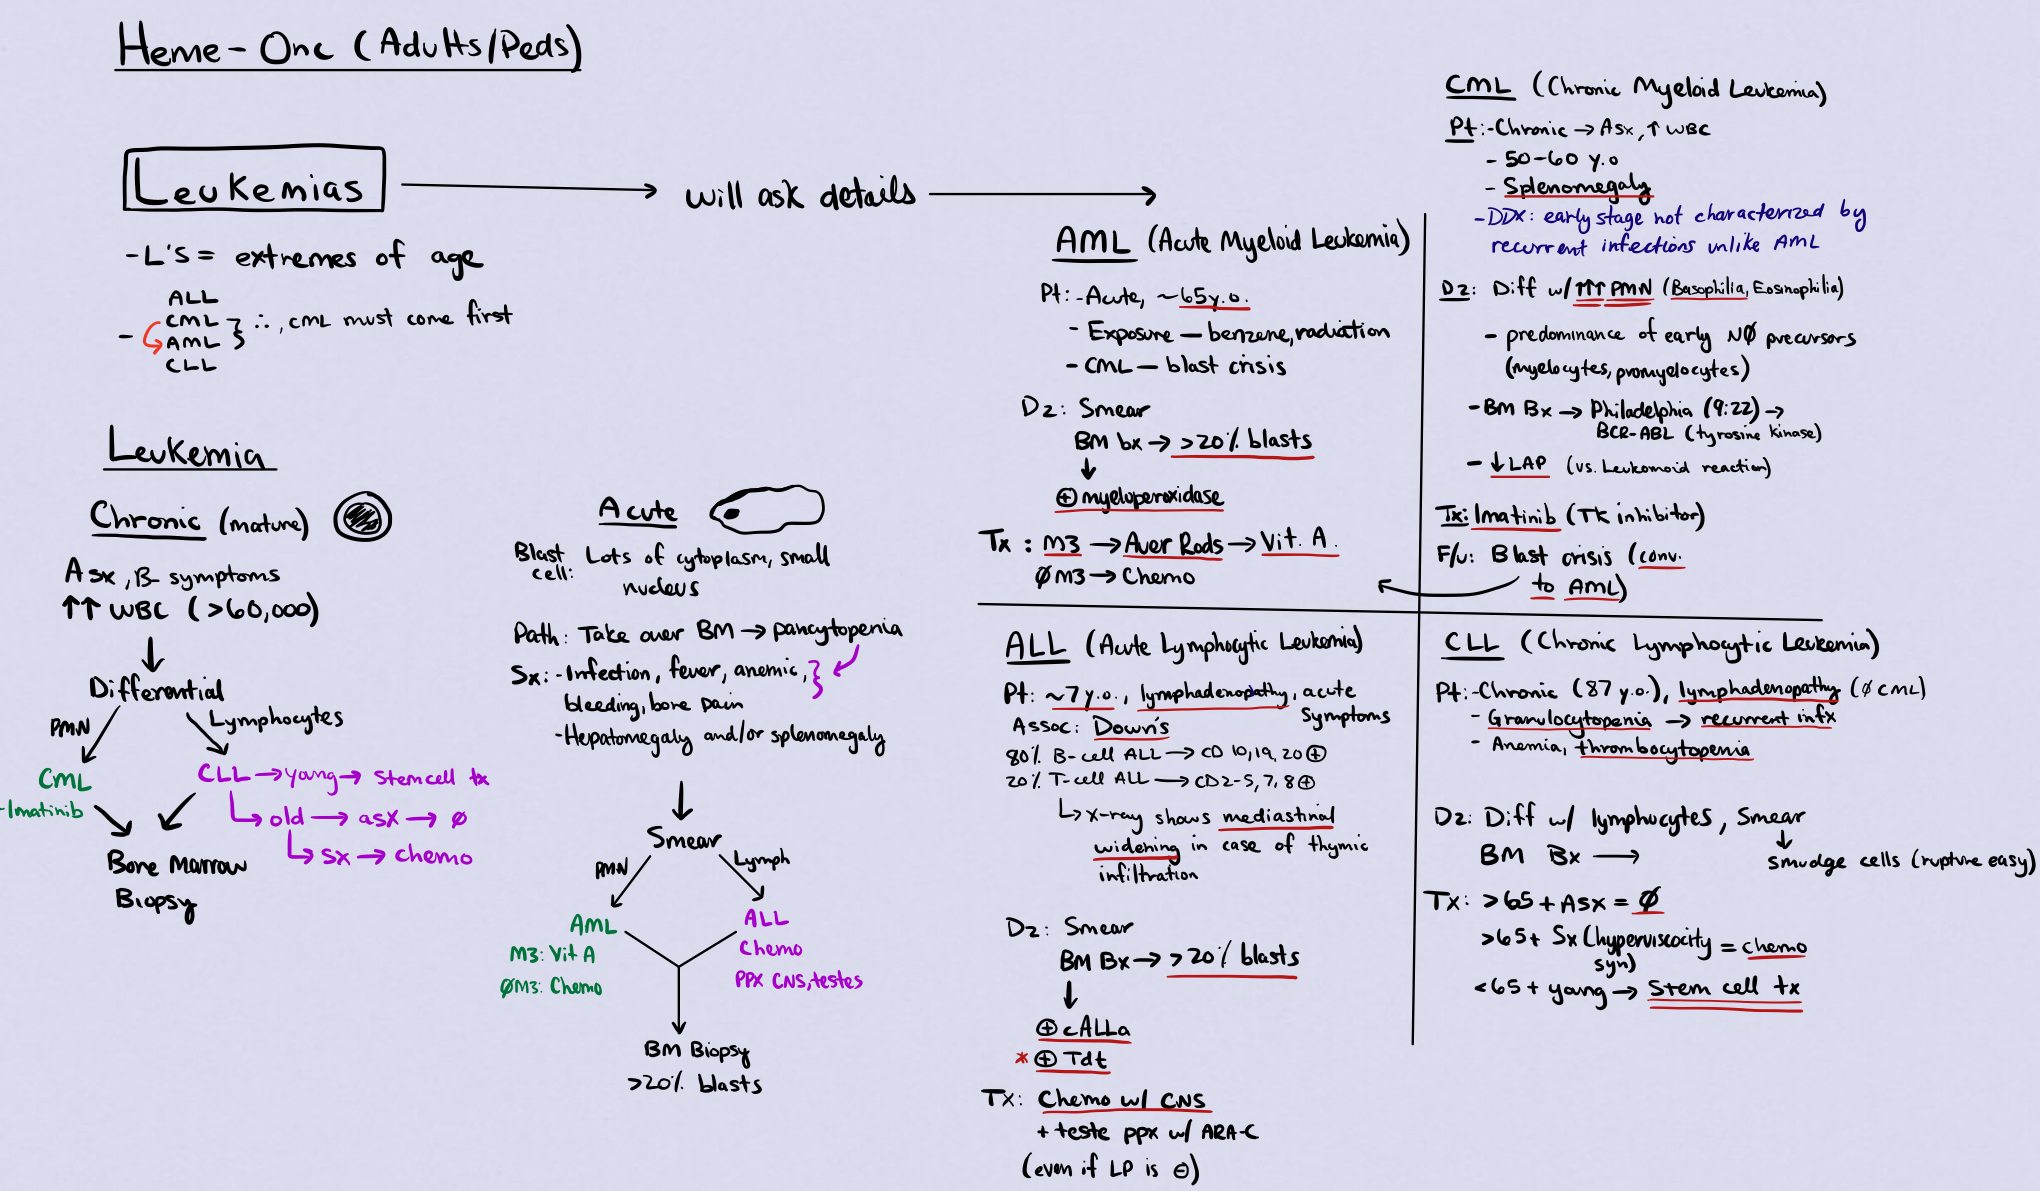 Heme-Onc (Adults/Peds)
Leukemias → will ask details →
-L's = extremes of age
ALL
CML
- AML } ∴, CML must come first
CLL
Leukemia
Chronic (mature)
Asx, B-symptoms
↑↑ WBC (>60,000)
Differential
PMN
Lymphocytes
CML
-Imatinib
CLL → young → stem cell tx
old → asx → Ø
sx → chemo
Bone Marrow
Biopsy
Acute
Blast cell: Lots of cytoplasm, small
nucleus
Path: Take over BM → pancytopenia
Sx: -Infection, fever, anemic,
bleeding, bone pain
-Hepatomegaly and/or splenomegaly
Smear
PMN
Lymph
AML
M3: Vit A
ØM3: Chemo
ALL
Chemo
PPX CNS, testes
BM Biopsy
>20% blasts
AML (Acute Myeloid Leukemia)
Pt: -Acute, ~65y.o.
- Exposure — benzene, radiation
- CML — blast crisis
Dz: Smear
BM bx → >20% blasts
⊕ myeloperoxidase
Tx: M3 → Auer Rods → Vit. A.
ØM3 → Chemo
CML (Chronic Myeloid Leukemia)
Pt: -Chronic → Asx, ↑ WBC
- 50-60 y.o
- Splenomegaly
-DDX: early stage not characterized by
recurrent infections unlike AML
Dz: Diff w/ ↑↑↑ PMN (Basophilia, Eosinophilia)
- predominance of early NØ precursors
(myelocytes, promyelocytes)
-BM Bx → Philadelphia (9:22) →
BCR-ABL (tyrosine kinase)
- ↓ LAP (vs. Leukomoid reaction)
Tx: Imatinib (TK inhibitor)
F/u: Blast crisis (conv.
to AML)
ALL (Acute Lymphocytic Leukemia)
Pt: ~7 y.o., lymphadenopathy, acute
symptoms
Assoc: Down's
80% B-cell ALL → CD 10, 19, 20 ⊕
20% T-cell ALL → CD2-5, 7, 8 ⊕
↳ X-ray shows mediastinal
widening in case of thymic
infiltration
Dz: Smear
BM Bx → >20% blasts
⊕ cALLa
* ⊕ Tdt
Tx: Chemo w/ CNS
+ teste ppx w/ ARA-C
(even if LP is ⊖)
CLL (Chronic Lymphocytic Leukemia)
Pt: -Chronic (87 y.o.), lymphadenopathy (Ø CML)
- Granulocytopenia → recurrent infx
- Anemia, thrombocytopenia
Dz: Diff w/ lymphocytes, Smear
BM Bx →
smudge cells (rupture easy)
Tx: >65 + Asx = Ø
>65 + Sx (hyperviscocity syn) = chemo
<65 + young → Stem cell tx